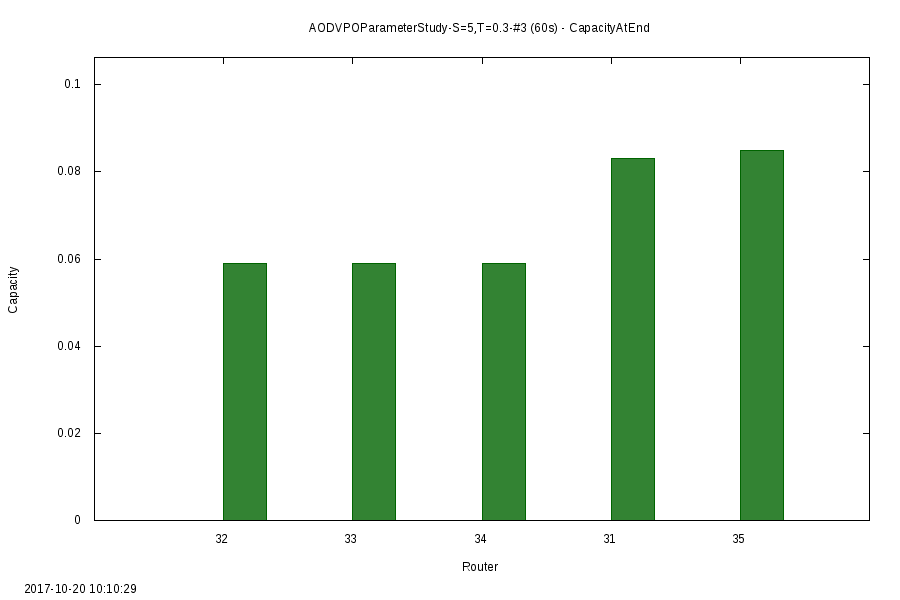 AODVPOParameterStudy-S=5,T=0.3-#3 (60s) - CapacityAtEnd
0.1
0.08
0.06
0.04
0.02
0
Capacity
32 33 34 31 35
Router
2017-10-20 10:10:29